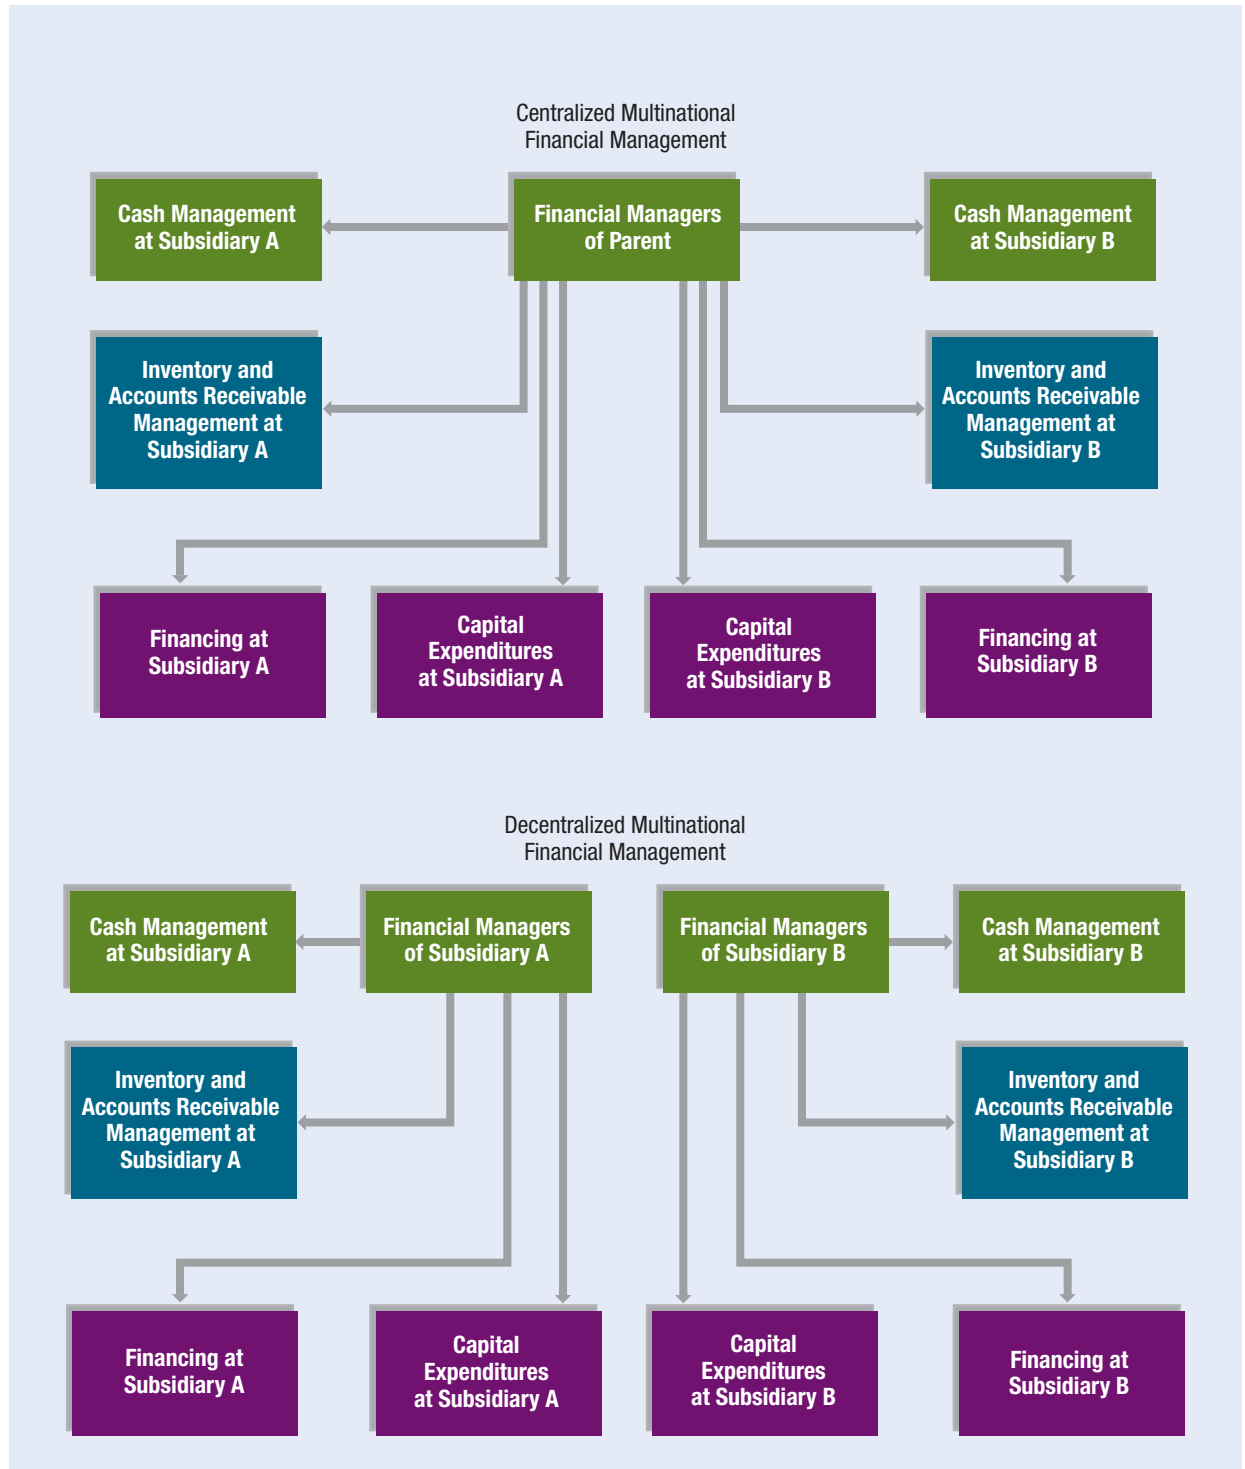 Centralized Multinational
Financial Management
Cash Management
at Subsidiary A
Financial Managers
of Parent
Cash Management
at Subsidiary B
Inventory and
Accounts Receivable
Management at
Subsidiary A
Inventory and
Accounts Receivable
Management at
Subsidiary B
Financing at
Subsidiary A
Capital
Expenditures
at Subsidiary A
Capital
Expenditures
at Subsidiary B
Financing at
Subsidiary B
Decentralized Multinational
Financial Management
Cash Management
at Subsidiary A
Financial Managers
of Subsidiary A
Financial Managers
of Subsidiary B
Cash Management
at Subsidiary B
Inventory and
Accounts Receivable
Management at
Subsidiary A
Inventory and
Accounts Receivable
Management at
Subsidiary B
Financing at
Subsidiary A
Capital
Expenditures
at Subsidiary A
Capital
Expenditures
at Subsidiary B
Financing at
Subsidiary B